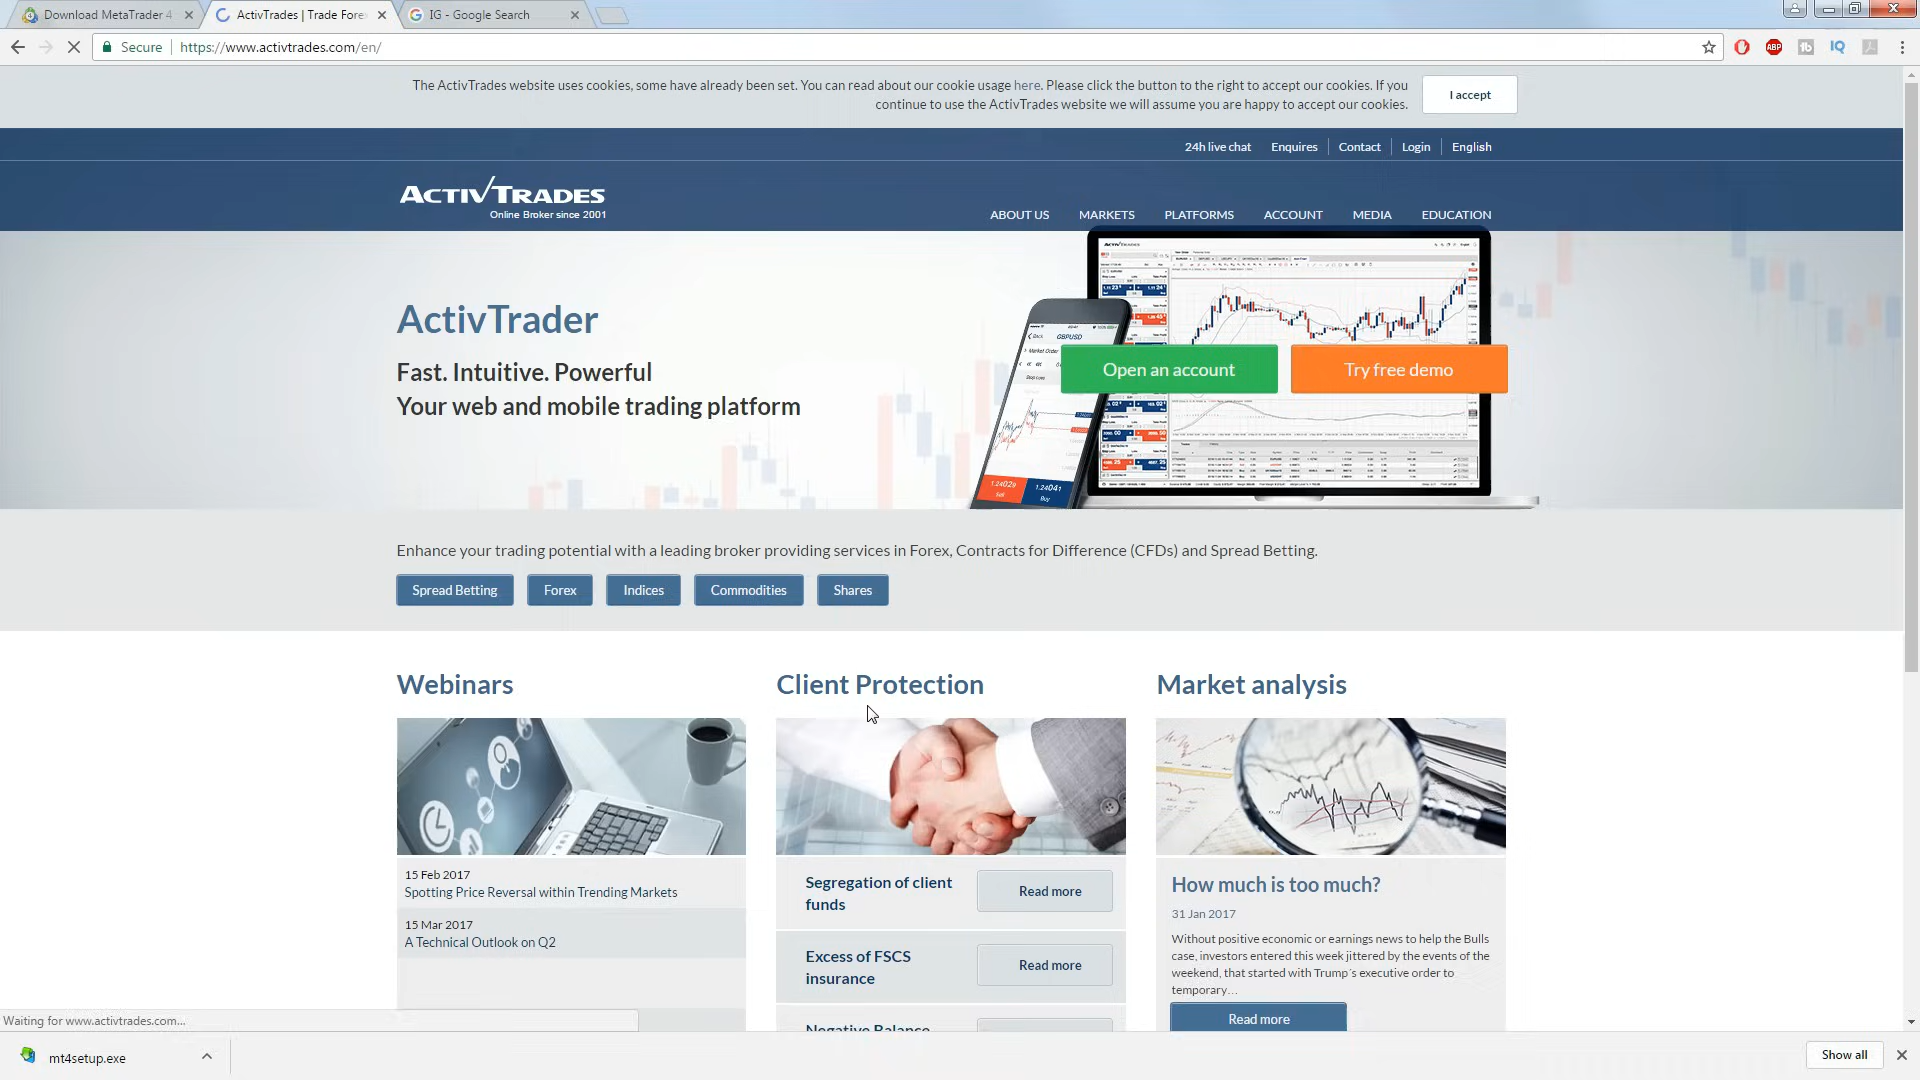 Download MetaTrader 4
ActivTrades | Trade Fore
IG - Google Search
Secure
https://www.activtrades.com/en/
ABP
IQ
The ActivTrades website uses cookies, some have already been set. You can read about our cookie usage here. Please click the button to the right to accept our cookies. If you
continue to use the ActivTrades website we will assume you are happy to accept our cookies.
I accept
24h live chat
Enquires
Contact
Login
English
ACTIVTRADES
Online Broker since 2001
ABOUT US
MARKETS
PLATFORMS
ACCOUNT
MEDIA
EDUCATION
ActivTrader
Fast. Intuitive. Powerful
Your web and mobile trading platform
GBPUSD
Market Order
Open an account
Try free demo
Sell
Buy
Enhance your trading potential with a leading broker providing services in Forex, Contracts for Difference (CFDs) and Spread Betting.
Spread Betting
Forex
Indices
Commodities
Shares
Webinars
Client Protection
Market analysis
15 Feb 2017
Spotting Price Reversal within Trending Markets
15 Mar 2017
A Technical Outlook on Q2
Segregation of client
funds
Read more
Excess of FSCS
insurance
Read more
Negative Balance
How much is too much?
31 Jan 2017
Without positive economic or earnings news to help the Bulls
case, investors entered this week jittered by the events of the
weekend, that started with Trump´s executive order to
temporary…
Read more
Waiting for www.activtrades.com...
mt4setup.exe
Show all